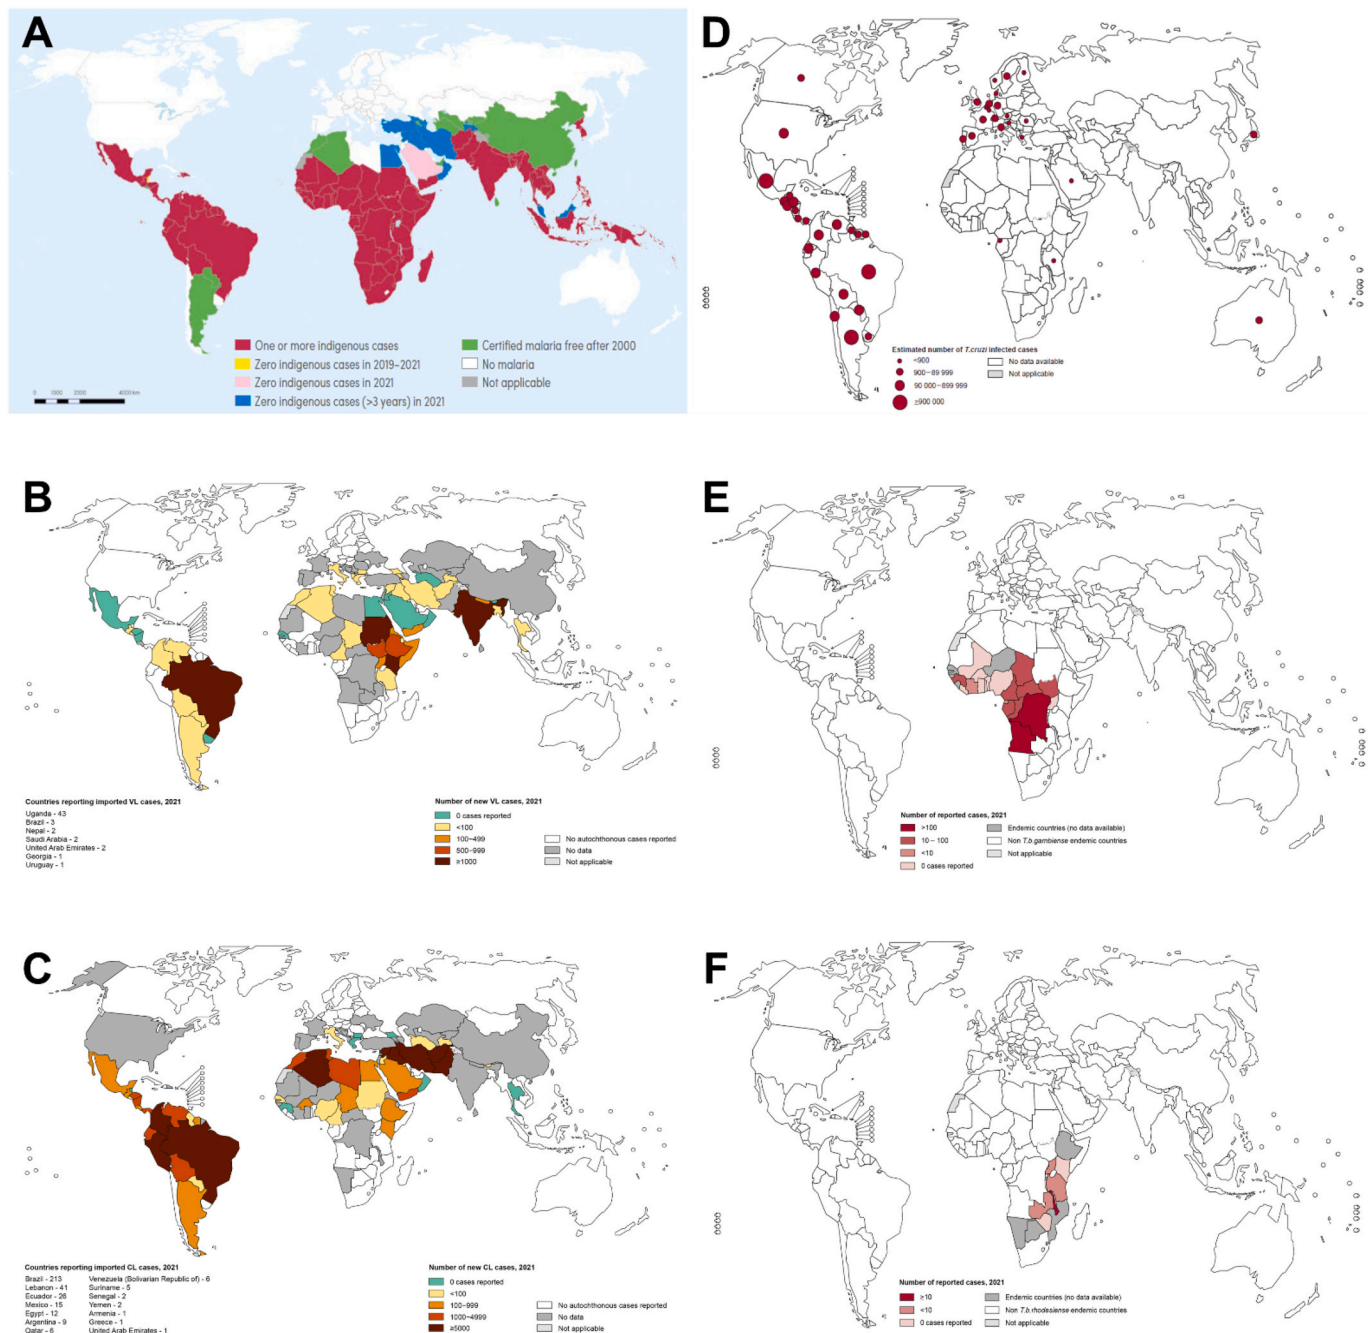 A
One or more indigenous cases
Zero indigenous cases in 2019–2021
Zero indigenous cases in 2021
Zero indigenous cases (>3 years) in 2021
Certified malaria free after 2000
No malaria
Not applicable
0 1000 2000 4000 km
D
Estimated number of T.cruzi infected cases
<900
900–89 999
90 000–899 999
≥900 000
No data available
Not applicable
B
Countries reporting imported VL cases, 2021
Uganda - 43
Brazil - 3
Nepal - 2
Saudi Arabia - 2
United Arab Emirates - 2
Georgia - 1
Uruguay - 1
Number of new VL cases, 2021
0 cases reported
<100
100–499
500–999
≥1000
No autochthonous cases reported
No data
Not applicable
E
Number of reported cases, 2021
>100
10 – 100
<10
0 cases reported
Endemic countries (no data available)
Non T.b.gambiense endemic countries
Not applicable
C
Countries reporting imported CL cases, 2021
Brazil - 213
Lebanon - 41
Ecuador - 26
Mexico - 15
Egypt - 12
Argentina - 9
Qatar - 6
Venezuela (Bolivarian Republic of) - 6
Suriname - 5
Senegal - 2
Yemen - 2
Armenia - 1
Greece - 1
United Arab Emirates - 1
Number of new CL cases, 2021
0 cases reported
<100
100–999
1000–4999
≥5000
No autochthonous cases reported
No data
Not applicable
F
Number of reported cases, 2021
≥10
<10
0 cases reported
Endemic countries (no data available)
Non T.b.rhodesiense endemic countries
Not applicable